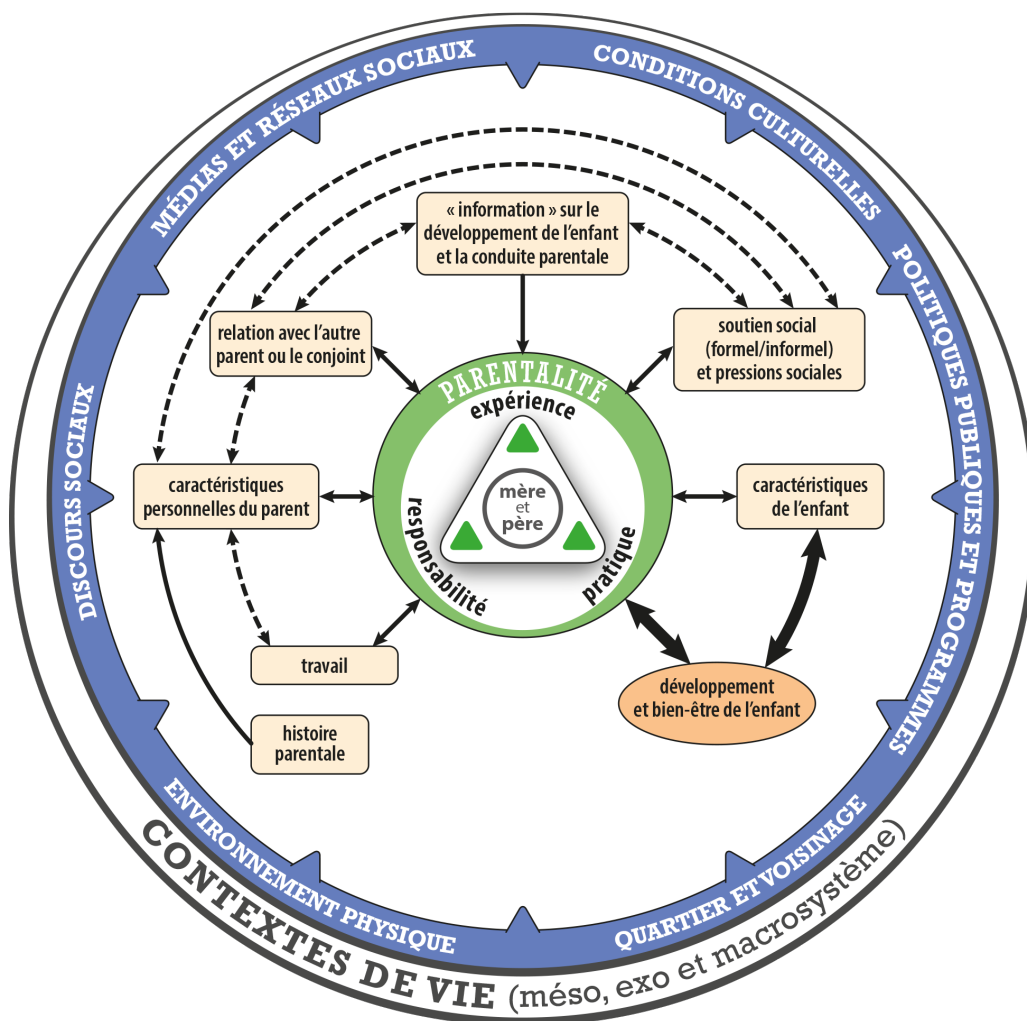 MÉDIAS ET RÉSEAUX SOCIAUX
CONDITIONS CULTURELLES
POLITIQUES PUBLIQUES ET PROGRAMMES
« information » sur le
développement de l'enfant
et la conduite parentale
relation avec l'autre
parent ou le conjoint
soutien social
(formel/informel)
et pressions sociales
PARENTALITÉ
expérience
DISCOURS SOCIAUX
caractéristiques
personnelles du parent
mère
et
père
caractéristiques
de l'enfant
responsabilité
pratique
travail
développement
et bien-être de l'enfant
histoire
parentale
ENVIRONNEMENT PHYSIQUE
QUARTIER ET VOISINAGE
CONTEXTES DE VIE (méso, exo et macrosystème)